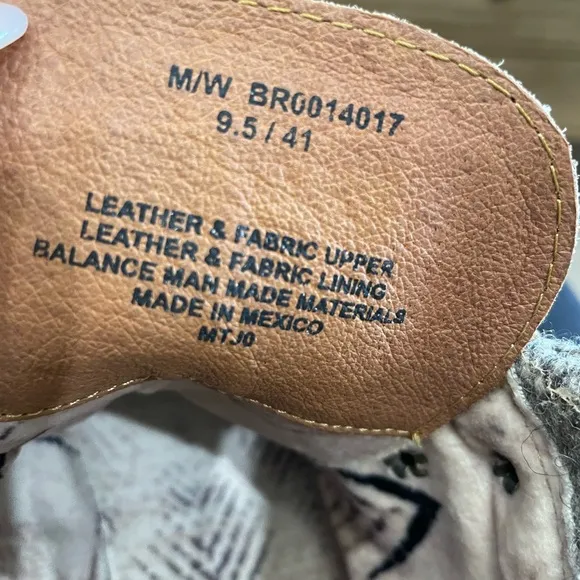 M/W BR0014017
9.5 / 41
LEATHER & FABRIC UPPER
LEATHER & FABRIC LINING
BALANCE MAN MADE MATERIALS
MADE IN MEXICO
MTJ0